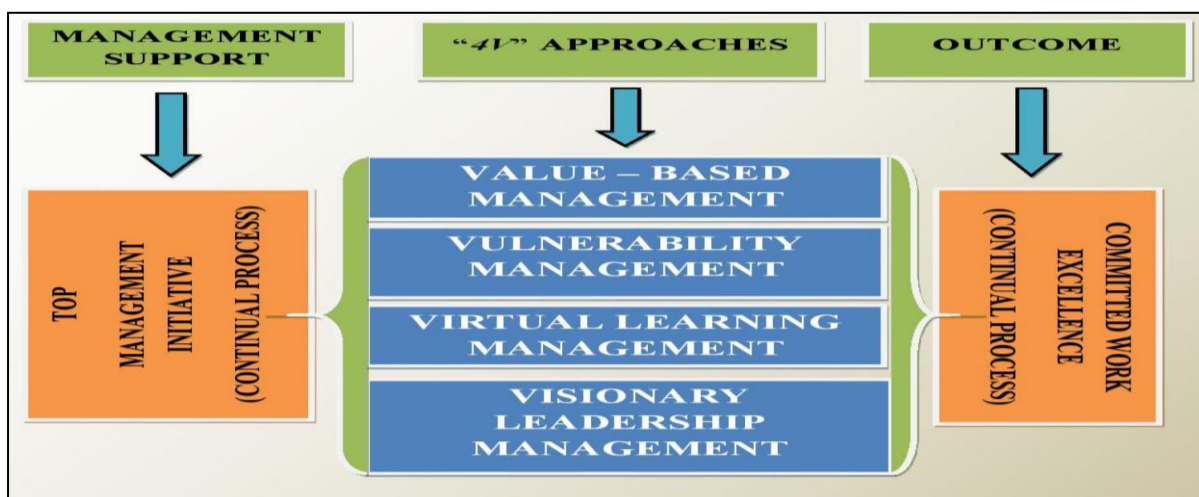 MANAGEMENT
SUPPORT
“4V” APPROACHES
OUTCOME
TOP
MANAGEMENT
INITIATIVE
(CONTINUAL PROCESS)
VALUE – BASED
MANAGEMENT
VULNERABILITY
MANAGEMENT
VIRTUAL LEARNING
MANAGEMENT
VISIONARY
LEADERSHIP
MANAGEMENT
COMMITTED WORK
EXCELLENCE
(CONTINUAL PROCESS)